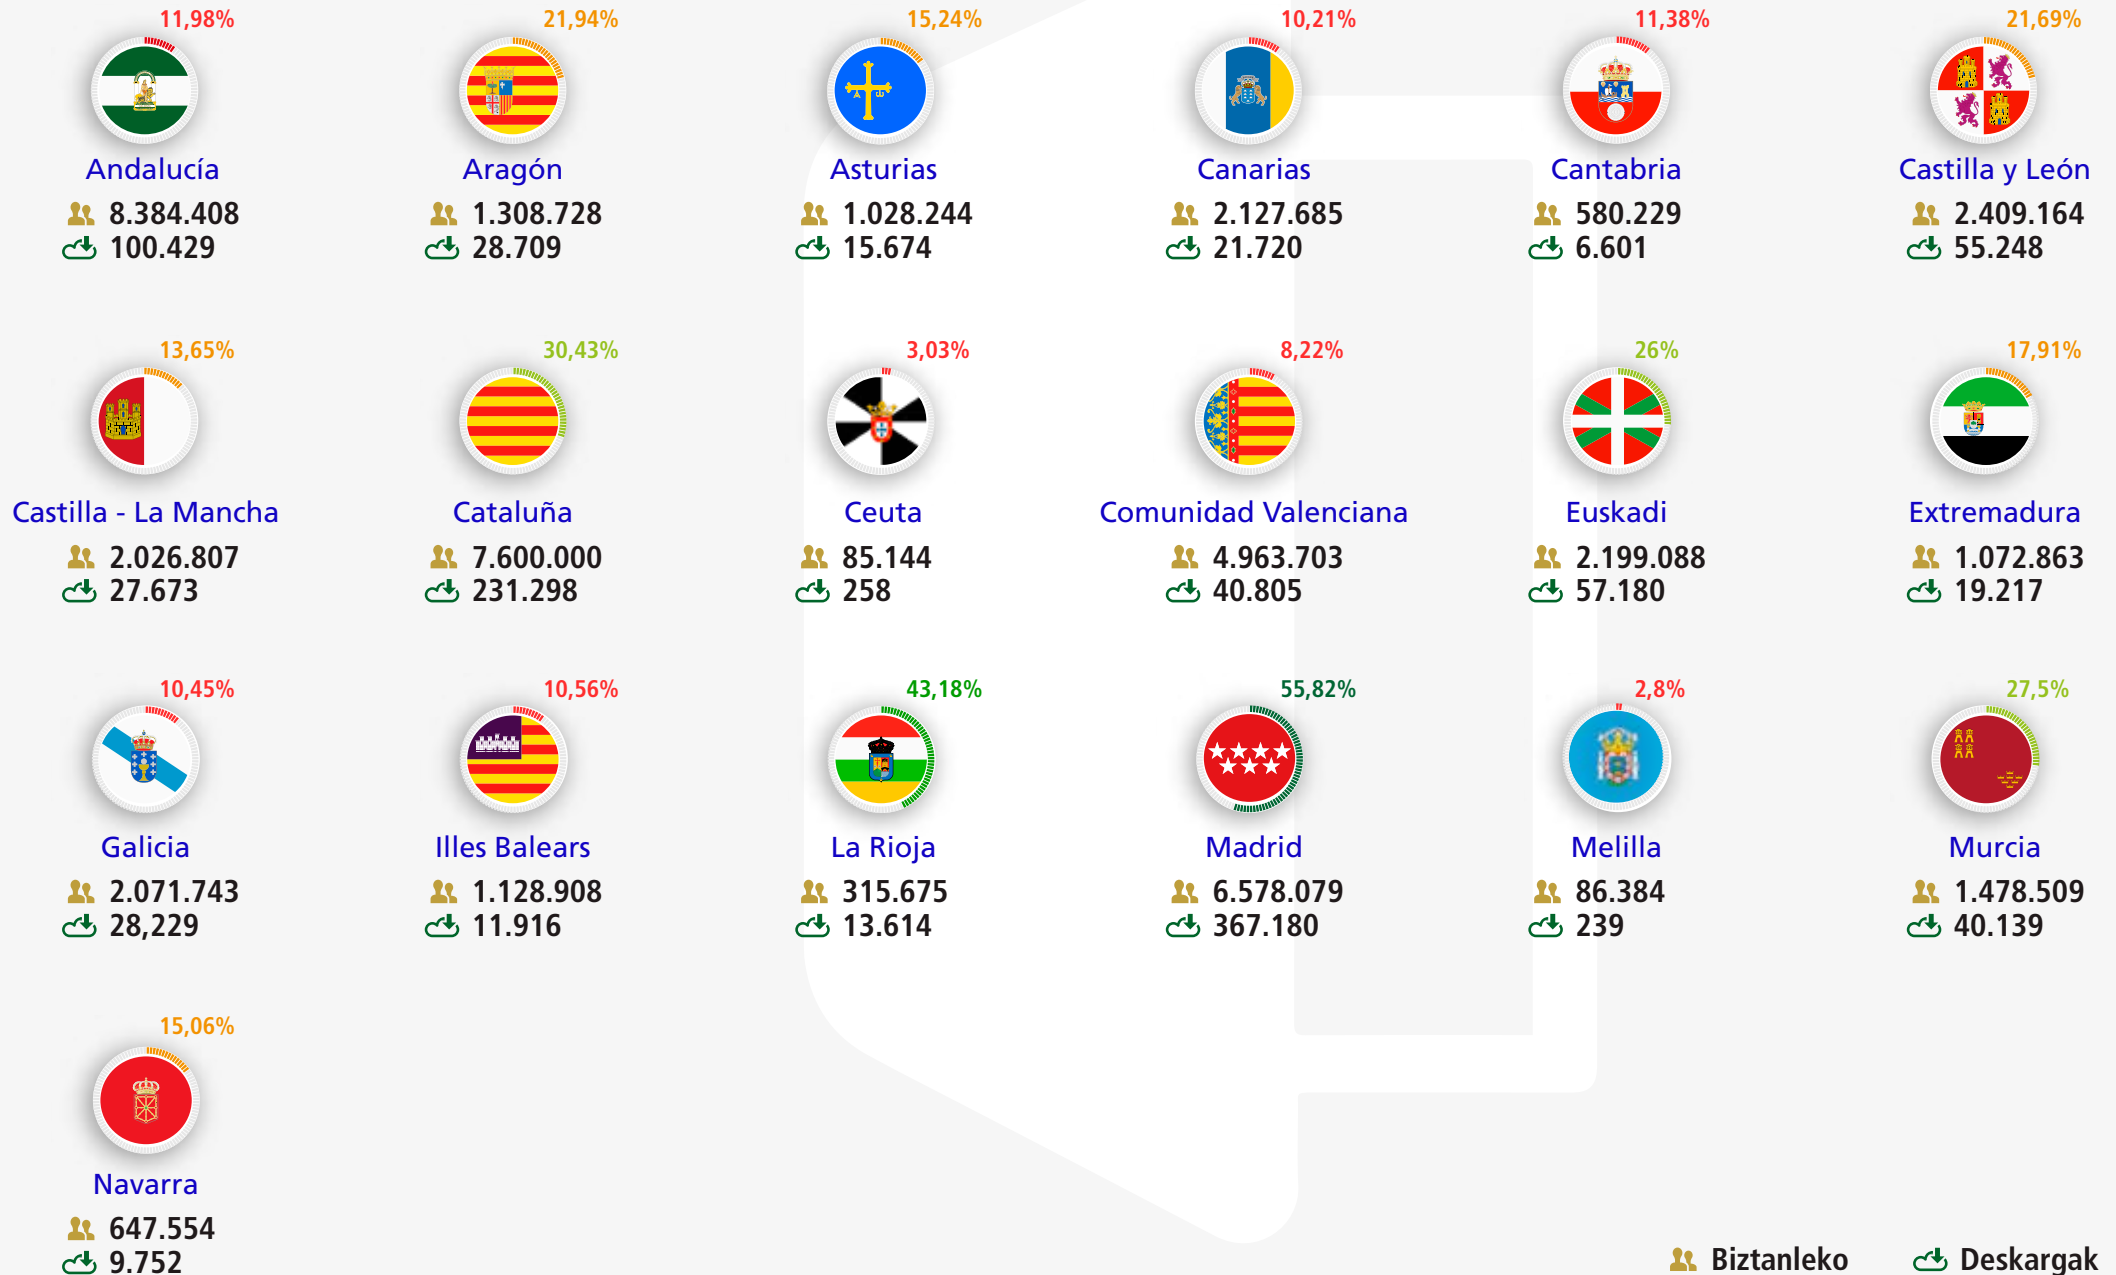 11,98% 21,94% 15,24% 10,21% 11,38% 21,69%
Andalucía Aragón Asturias Canarias Cantabria Castilla y León
8.384.408 1.308.728 1.028.244 2.127.685 580.229 2.409.164
100.429 28.709 15.674 21.720 6.601 55.248
13,65% 30,43% 3,03% 8,22% 26% 17,91%
Castilla - La Mancha Cataluña Ceuta Comunidad Valenciana Euskadi Extremadura
2.026.807 7.600.000 85.144 4.963.703 2.199.088 1.072.863
27.673 231.298 258 40.805 57.180 19.217
10,45% 10,56% 43,18% 55,82% 2,8% 27,5%
Galicia Illes Balears La Rioja Madrid Melilla Murcia
2.071.743 1.128.908 315.675 6.578.079 86.384 1.478.509
28,229 11.916 13.614 367.180 239 40.139
15,06%
Navarra
647.554
9.752
Biztanleko Deskargak